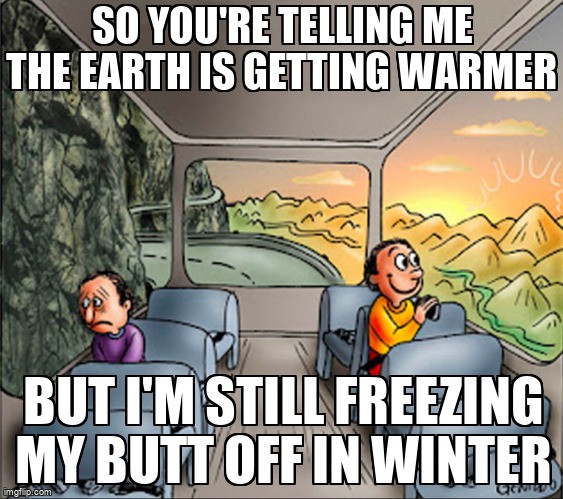 SO YOU'RE TELLING ME
THE EARTH IS GETTING WARMER
BUT I'M STILL FREEZING
MY BUTT OFF IN WINTER
imgflip.com